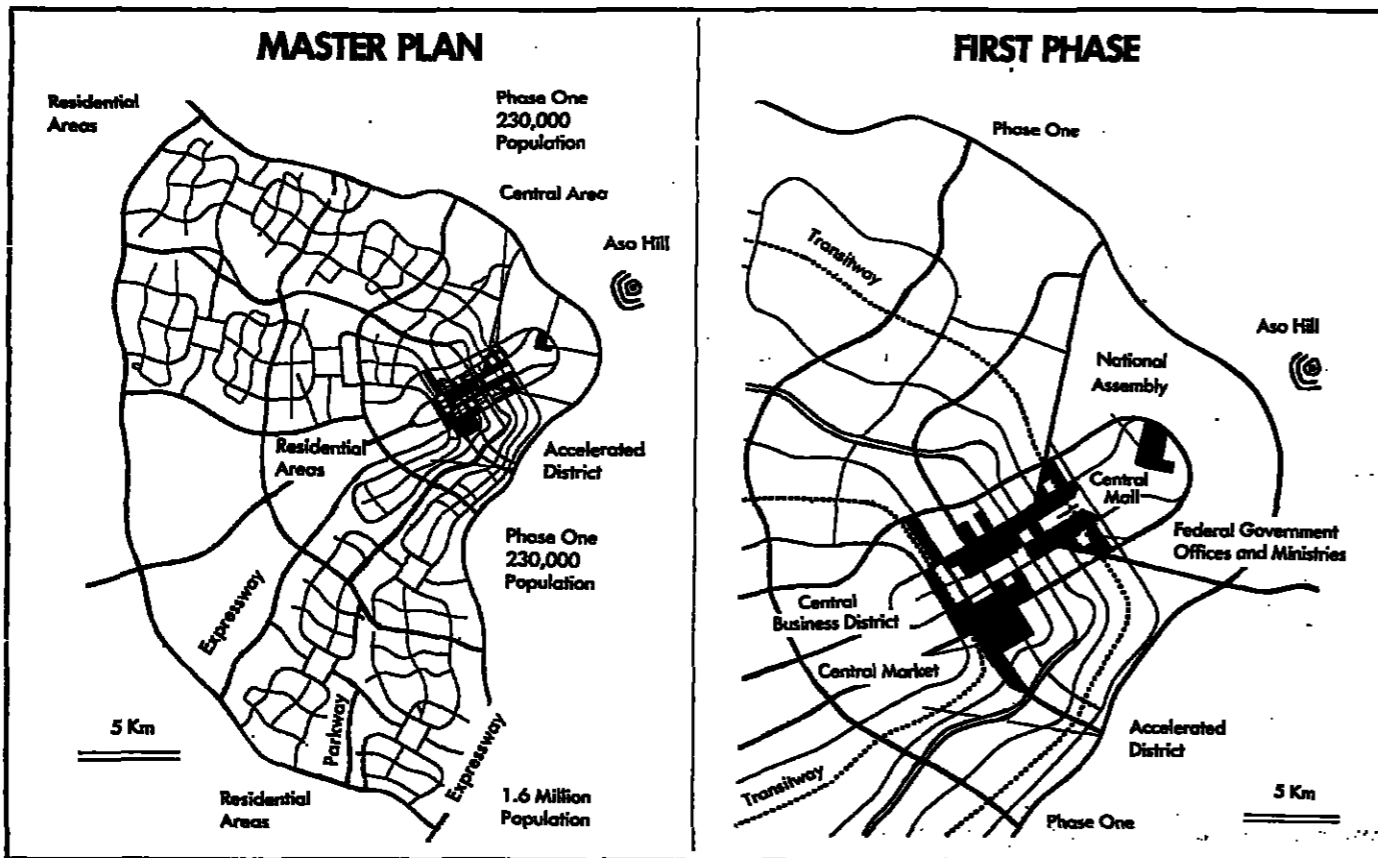 MASTER PLAN
Residential
Areas
Phase One
230,000
Population
Central Area
Aso Hill
Residential
Areas
Accelerated
District
Phase One
230,000
Population
Expressway
Parkway
Expressway
5 Km
Residential
Areas
1.6 Million
Population
FIRST PHASE
Phase One
Transitway
Aso Hill
National
Assembly
Central
Mall
Federal Government
Offices and Ministries
Central
Business District
Central Market
Accelerated
District
Transitway
5 Km
Phase One